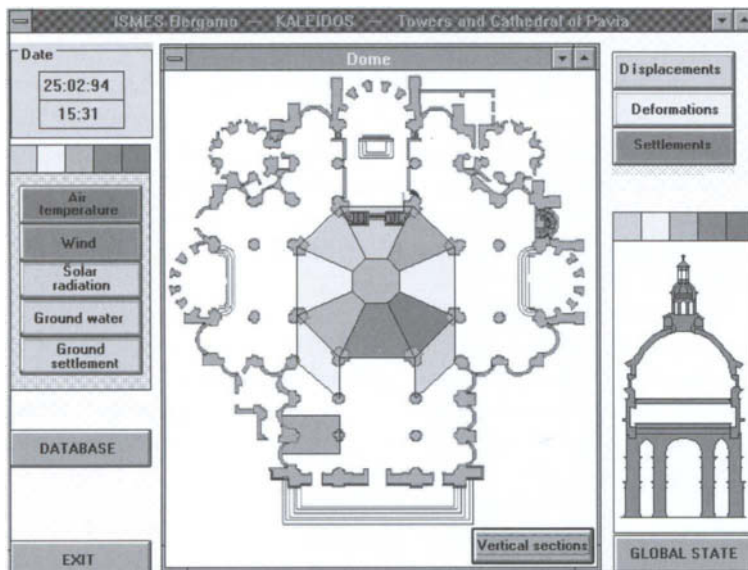 ISMES Bergamo — KALEIDOS — Towers and Cathedral of Pavia
Date
25:02:94
15:31
Air
temperature
Wind
Solar
radiation
Ground water
Ground
settlement
DATABASE
EXIT
Dome
Vertical sections
Displacements
Deformations
Settlements
GLOBAL STATE